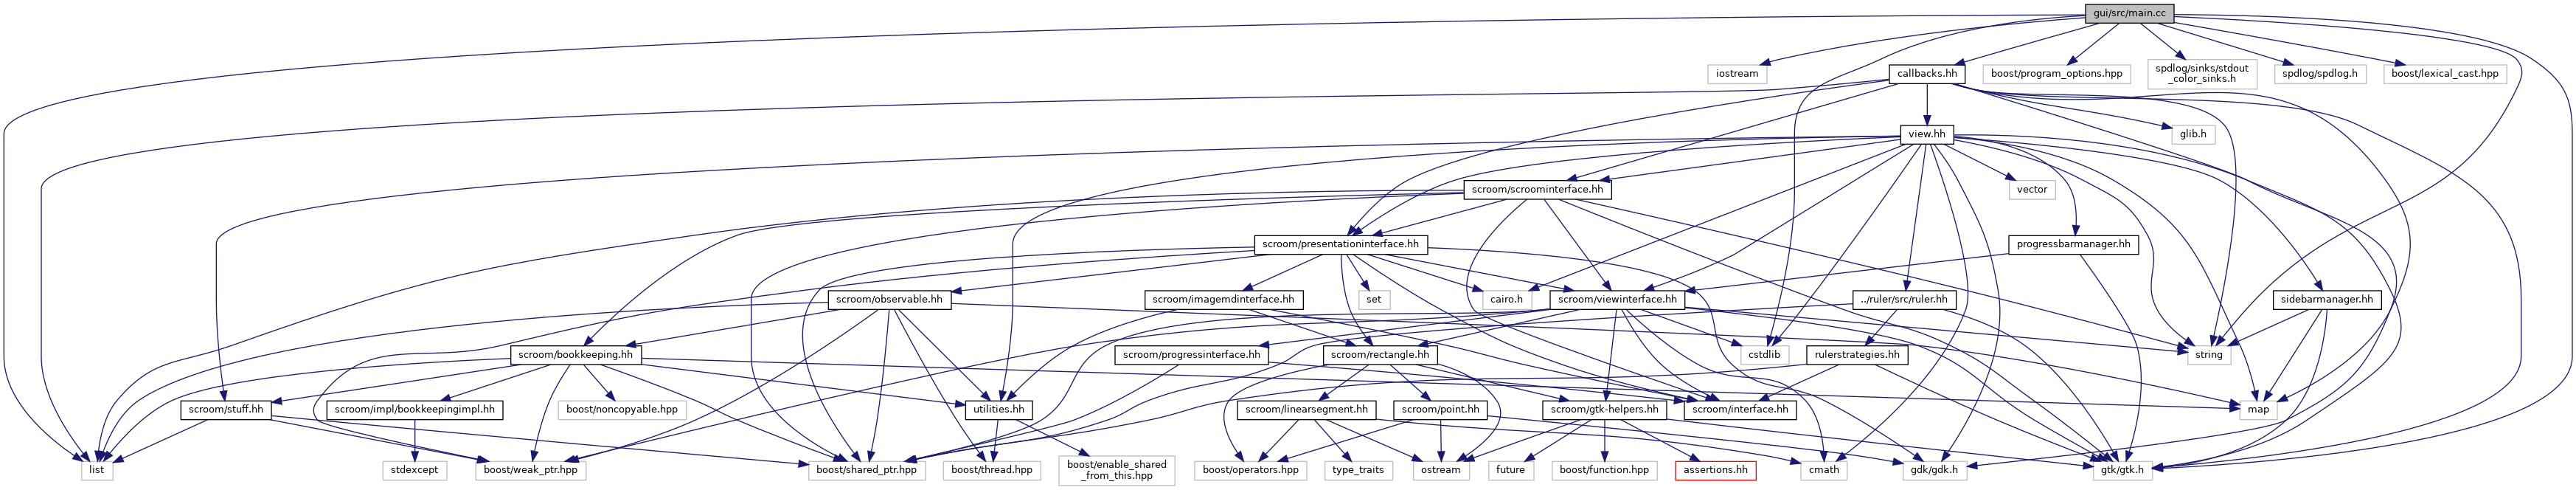 gui/src/main.cc
iostream
callbacks.hh
boost/program_options.hpp
spdlog/sinks/stdout
_color_sinks.h
spdlog/spdlog.h
boost/lexical_cast.hpp
view.hh
glib.h
scroom/scroominterface.hh
vector
scroom/presentationinterface.hh
progressbarmanager.hh
scroom/observable.hh
scroom/imagemdinterface.hh
set
cairo.h
scroom/viewinterface.hh
../ruler/src/ruler.hh
sidebarmanager.hh
scroom/bookkeeping.hh
scroom/progressinterface.hh
scroom/rectangle.hh
cstdlib
rulerstrategies.hh
string
scroom/stuff.hh
scroom/impl/bookkeepingimpl.hh
boost/noncopyable.hpp
utilities.hh
scroom/linearsegment.hh
scroom/point.hh
scroom/gtk-helpers.hh
scroom/interface.hh
map
list
stdexcept
boost/weak_ptr.hpp
boost/shared_ptr.hpp
boost/thread.hpp
boost/enable_shared
_from_this.hpp
boost/operators.hpp
type_traits
ostream
future
boost/function.hpp
assertions.hh
cmath
gdk/gdk.h
gtk/gtk.h